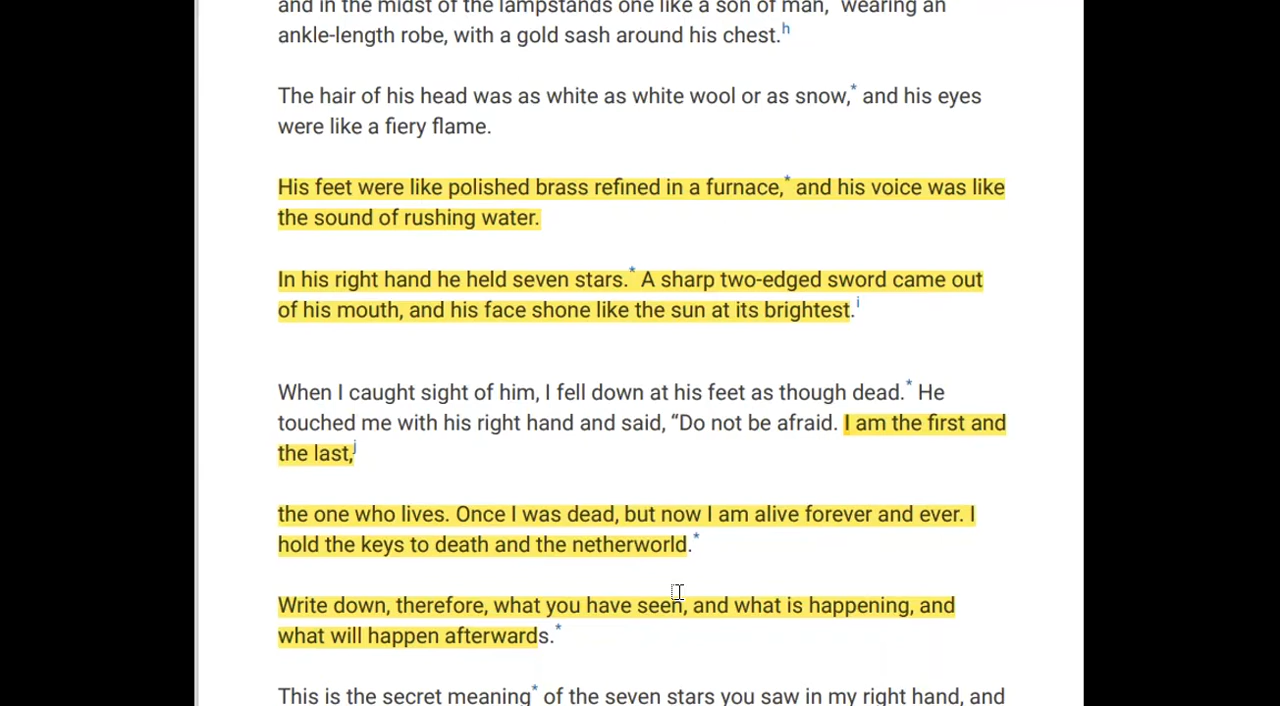 and in the midst of the lampstands one like a son of man,* wearing an
ankle-length robe, with a gold sash around his chest.h
The hair of his head was as white as white wool or as snow,* and his eyes
were like a fiery flame.
His feet were like polished brass refined in a furnace,* and his voice was like
the sound of rushing water.
In his right hand he held seven stars.* A sharp two-edged sword came out
of his mouth, and his face shone like the sun at its brightest.i
When I caught sight of him, I fell down at his feet as though dead.* He
touched me with his right hand and said, “Do not be afraid. I am the first and
the last,j
the one who lives. Once I was dead, but now I am alive forever and ever. I
hold the keys to death and the netherworld.*
Write down, therefore, what you have seen, and what is happening, and
what will happen afterwards.*
This is the secret meaning* of the seven stars you saw in my right hand, and